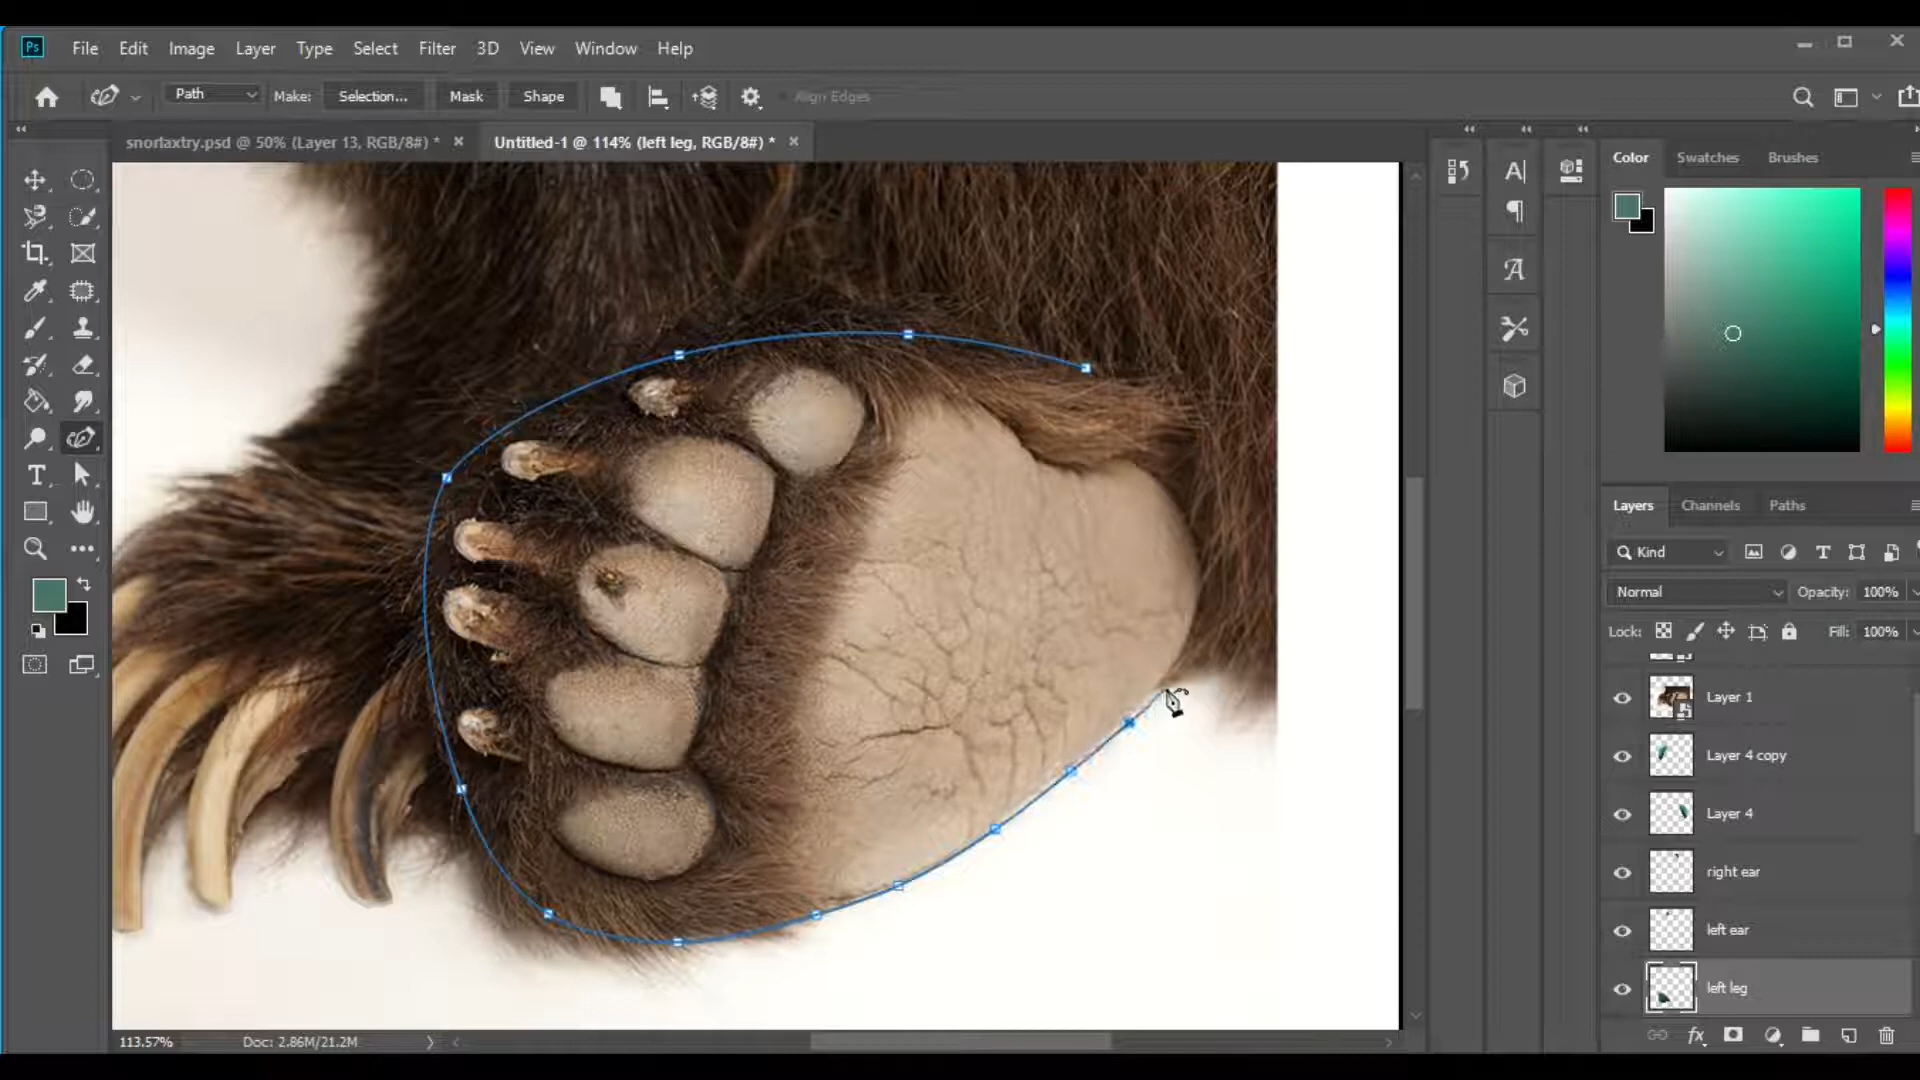 Ps File Edit Image Layer Type Select Filter 3D View Window Help
Path Make: Selection... Mask Shape Align Edges
snorlaxtry.psd @ 50% (Layer 13, RGB/8#) * Untitled-1 @ 114% (left leg, RGB/8#) *
Color Swatches Brushes
Layers Channels Paths
Kind
Normal Opacity: 100%
Lock: Fill: 100%
Layer 1
Layer 4 copy
Layer 4
right ear
left ear
left leg
113.57% Doc: 2.86M/21.2M